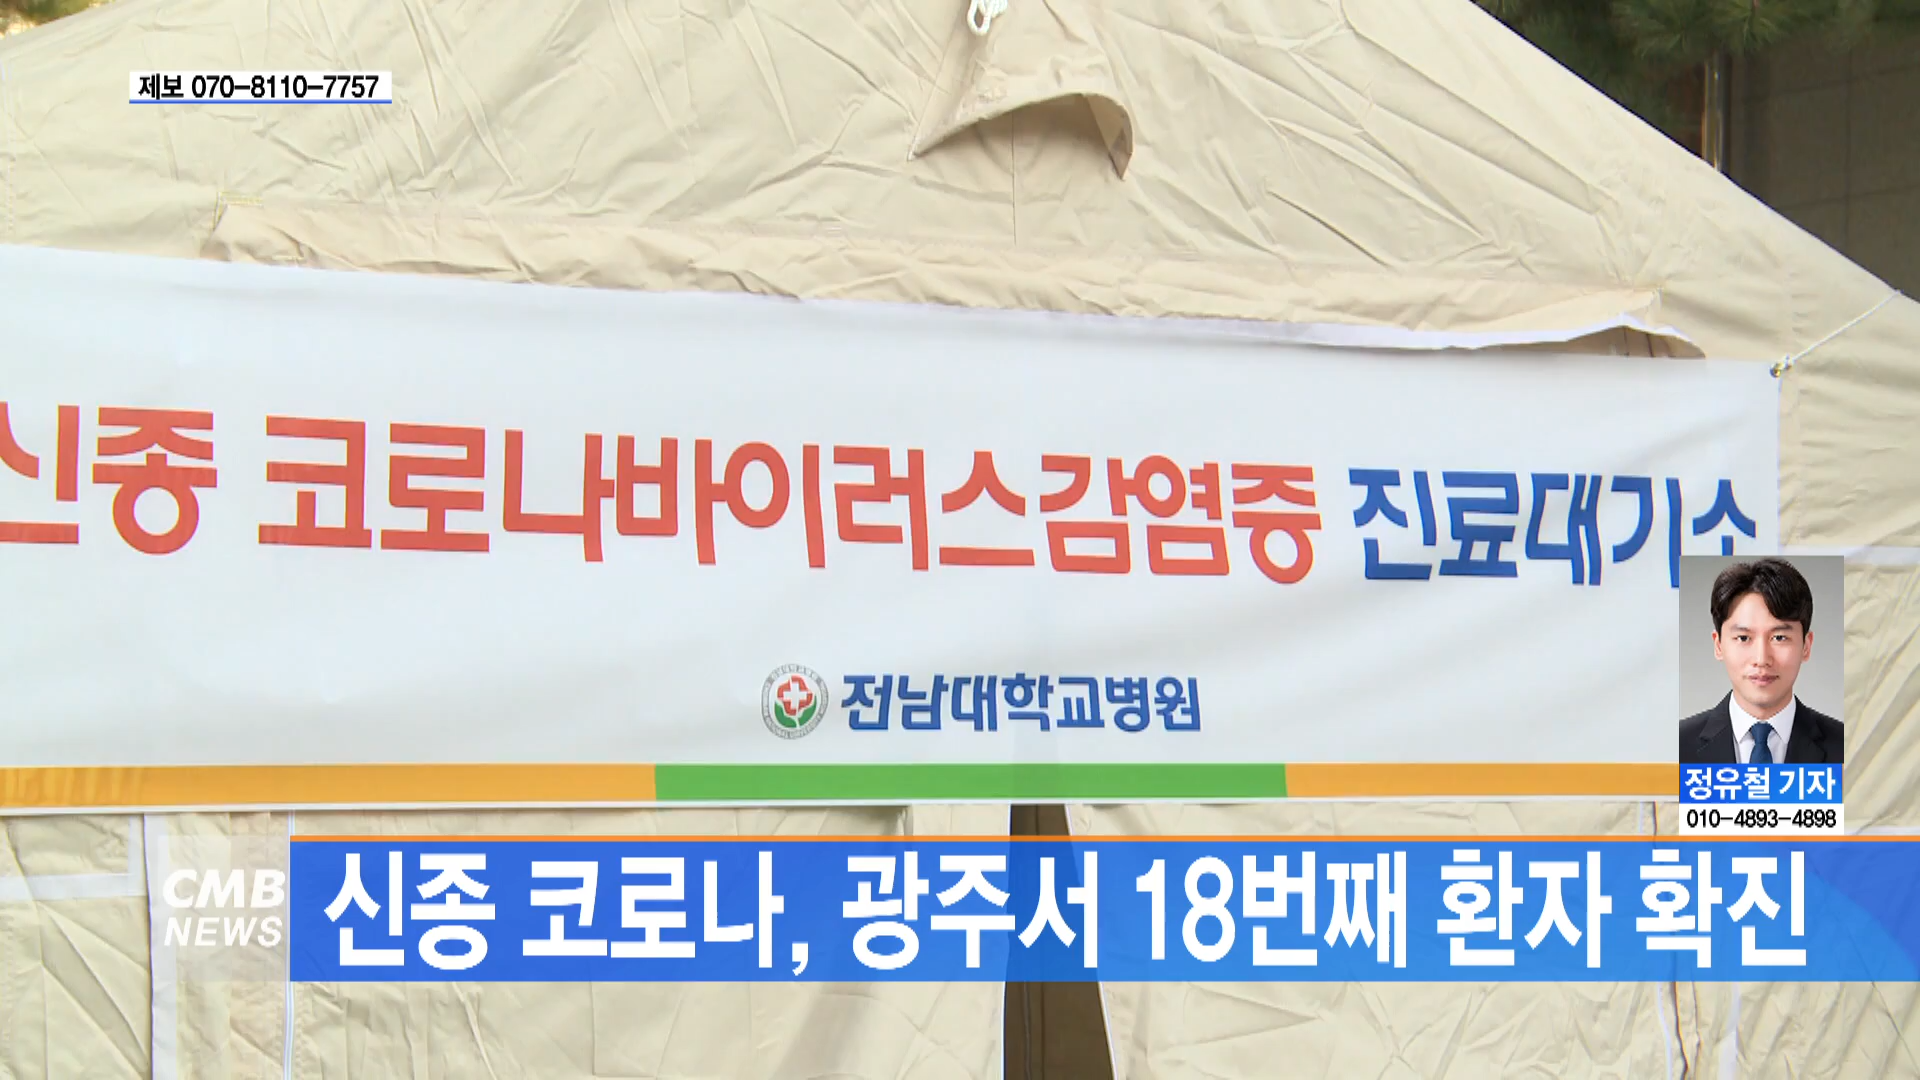 제보 070-8110-7757
신종 코로나바이러스감염증 진료대기소
전남대학교병원
정유철 기자
010-4893-4898
CMB
NEWS
신종 코로나, 광주서 18번째 환자 확진